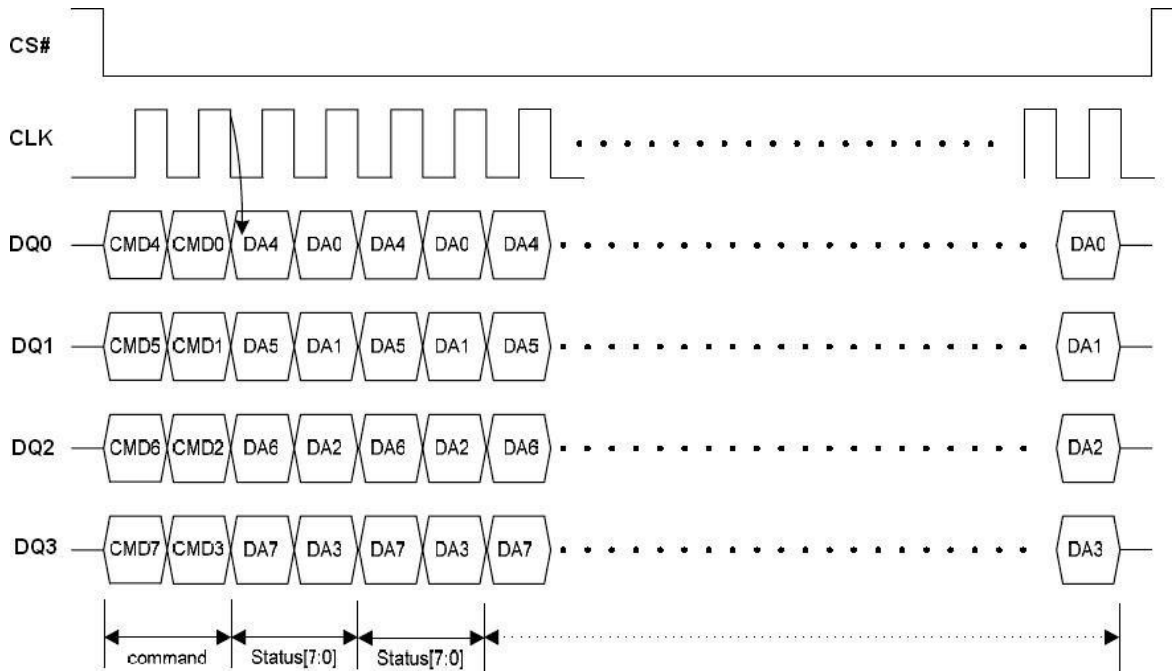 CS#
CLK
DQ0 CMD4 CMD0 DA4 DA0 DA4 DA0 DA4 DA0
DQ1 CMD5 CMD1 DA5 DA1 DA5 DA1 DA5 DA1
DQ2 CMD6 CMD2 DA6 DA2 DA6 DA2 DA6 DA2
DQ3 CMD7 CMD3 DA7 DA3 DA7 DA3 DA7 DA3
command Status[7:0] Status[7:0]